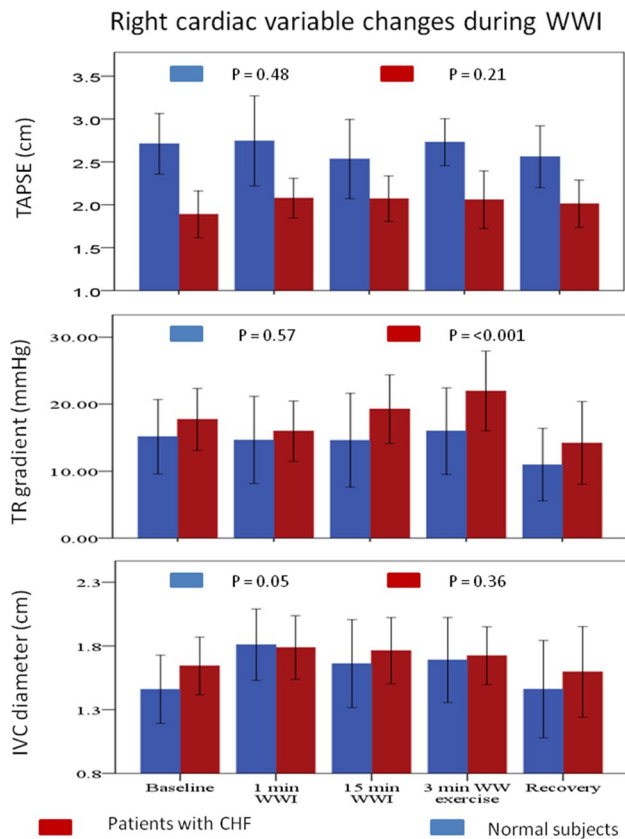 Right cardiac variable changes during WWI
P = 0.48 P = 0.21
TAPSE (cm)
3.5
3.0
2.5
2.0
1.5
1.0
P = 0.57 P = <0.001
TR gradient (mmHg)
30.00
20.00
10.00
0.00
P = 0.05 P = 0.36
IVC diameter (cm)
2.3
1.8
1.3
0.8
Baseline 1 min 15 min 3 min WW Recovery
WWI WWI exercise
Patients with CHF Normal subjects